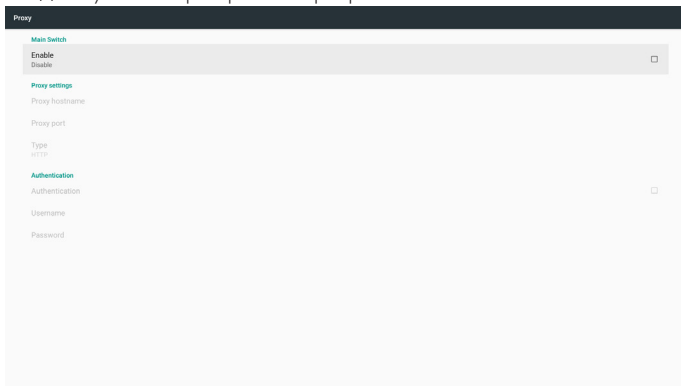 Proxy
Main Switch
Enable
Disable
Proxy settings
Proxy hostname
Proxy port
Type
HTTP
Authentication
Authentication
Username
Password